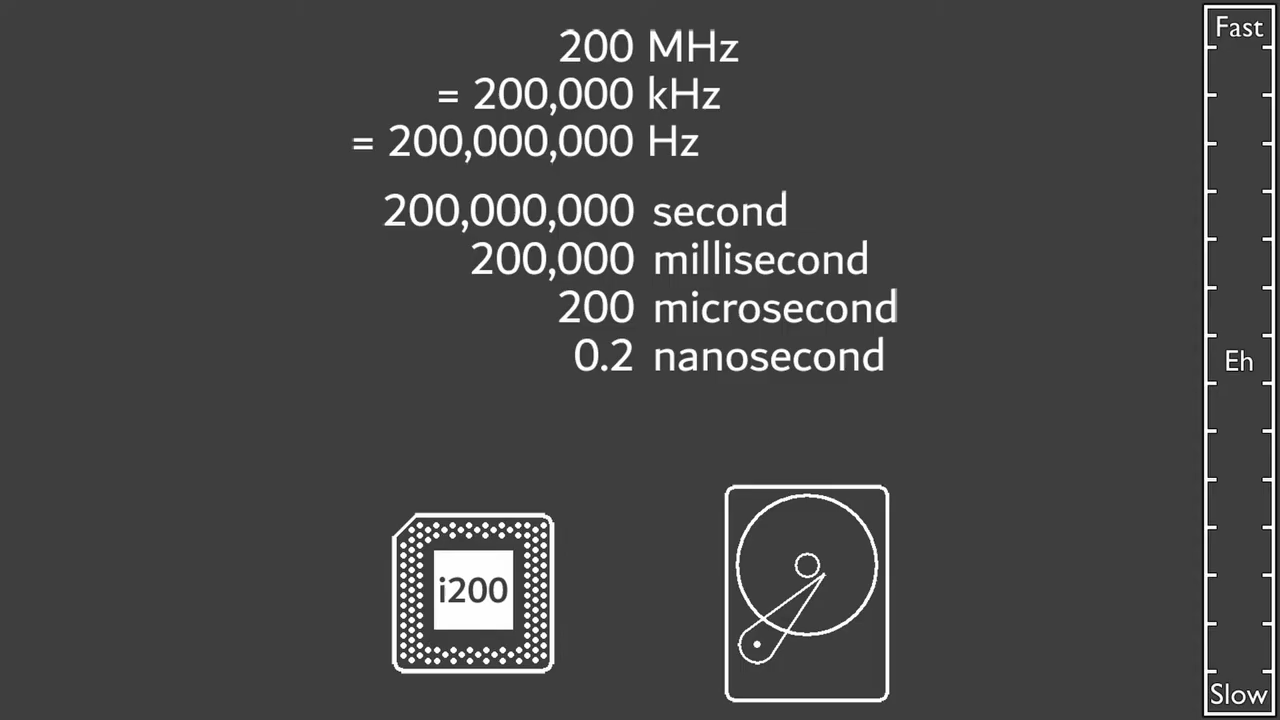 200 MHz
= 200,000 kHz
= 200,000,000 Hz
200,000,000 second
200,000 millisecond
200 microsecond
0.2 nanosecond
i200
Fast
Eh
Slow